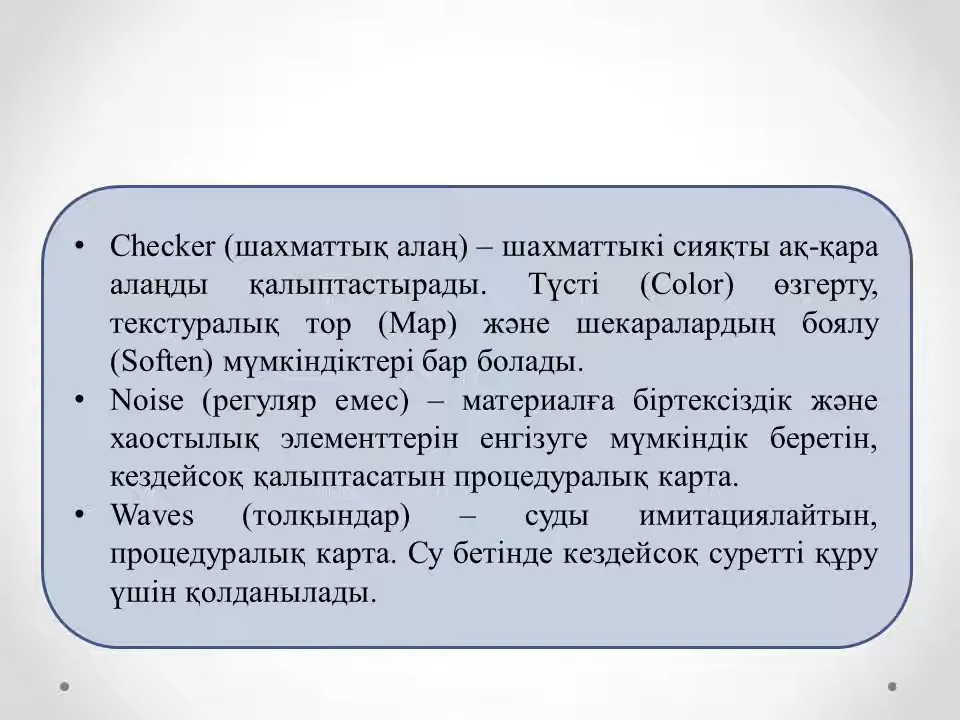 • Checker (шахматтық алаң) – шахматтыкі сияқты ақ-қара
алаңды қалыптастырады. Түсті (Color) өзгерту,
текстуралық тор (Map) және шекаралардың боялу
(Soften) мүмкіндіктері бар болады.
• Noise (регуляр емес) – материалға біртексіздік және
хаостылық элементтерін енгізуге мүмкіндік беретін,
кездейсоқ қалыптасатын процедуралық карта.
• Waves (толқындар) – суды имитациялайтын,
процедуралық карта. Су бетінде кездейсоқ суретті құру
үшін қолданылады.